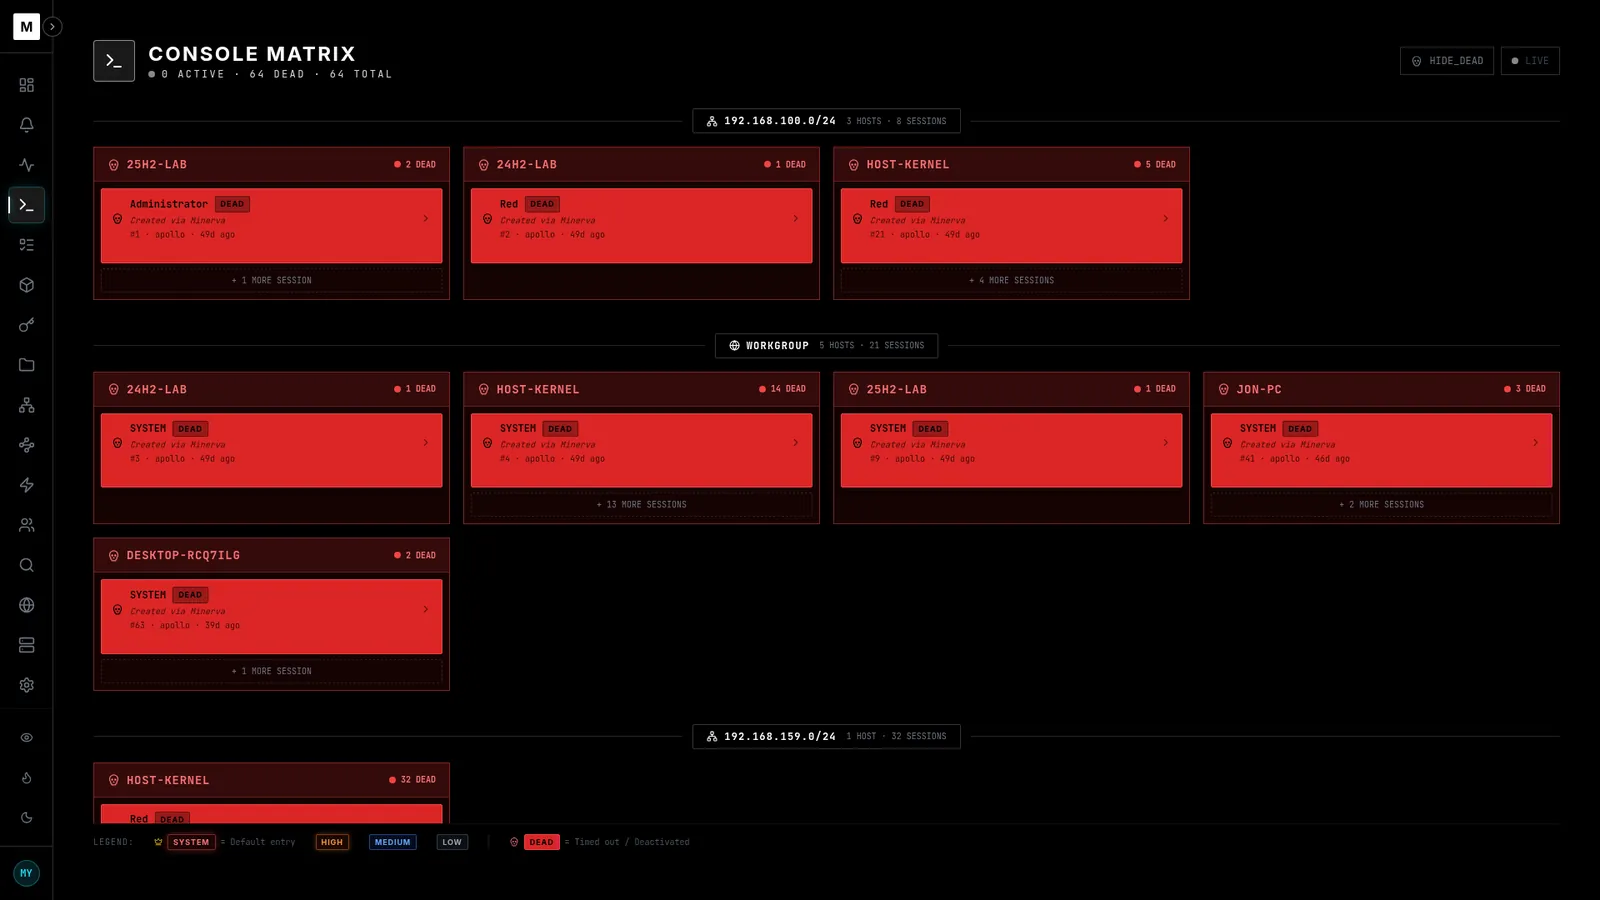 M
CONSOLE MATRIX
0 ACTIVE · 64 DEAD · 64 TOTAL
HIDE_DEAD
LIVE
192.168.100.0/24 3 HOSTS · 8 SESSIONS
25H2-LAB 2 DEAD
Administrator DEAD
Created via Minerva
#1 · apollo · 49d ago
+ 1 MORE SESSION
24H2-LAB 1 DEAD
Red DEAD
Created via Minerva
#2 · apollo · 49d ago
HOST-KERNEL 5 DEAD
Red DEAD
Created via Minerva
#21 · apollo · 49d ago
+ 4 MORE SESSIONS
WORKGROUP 5 HOSTS · 21 SESSIONS
24H2-LAB 1 DEAD
SYSTEM DEAD
Created via Minerva
#3 · apollo · 49d ago
HOST-KERNEL 14 DEAD
SYSTEM DEAD
Created via Minerva
#4 · apollo · 49d ago
+ 13 MORE SESSIONS
25H2-LAB 1 DEAD
SYSTEM DEAD
Created via Minerva
#9 · apollo · 49d ago
JON-PC 3 DEAD
SYSTEM DEAD
Created via Minerva
#41 · apollo · 46d ago
+ 2 MORE SESSIONS
DESKTOP-RCQ7ILG 2 DEAD
SYSTEM DEAD
Created via Minerva
#63 · apollo · 39d ago
+ 1 MORE SESSION
192.168.159.0/24 1 HOST · 32 SESSIONS
HOST-KERNEL 32 DEAD
Red DEAD
LEGEND: SYSTEM = Default entry HIGH MEDIUM LOW DEAD = Timed out / Deactivated
MY